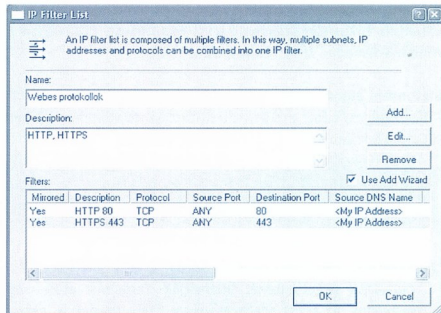 IP Filter List
An IP filter list is composed of multiple filters. In this way, multiple subnets, IP
addresses and protocols can be combined into one IP filter.
Name:
Webes protokollok
Add...
Description:
HTTP, HTTPS
Edit...
Remove
Filters:
Use Add Wizard
Mirrored Description Protocol Source Port Destination Port Source DNS Name
Yes HTTP 80 TCP ANY 80 <My IP Address>
Yes HTTPS 443 TCP ANY 443 <My IP Address>
OK Cancel